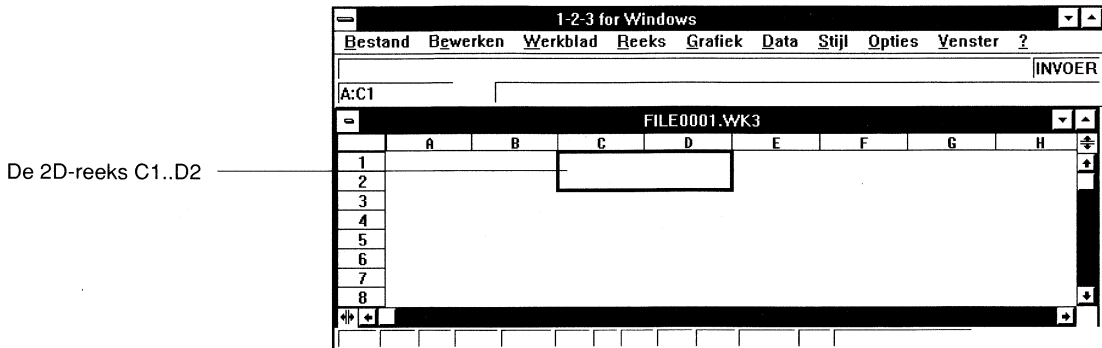 1-2-3 for Windows
Bestand Bewerken Werkblad Reeks Grafiek Data Stijl Opties Venster ?
INVOER
A:C1
FILE0001.WK3
A B C D E F G H
De 2D-reeks C1..D2
1
2
3
4
5
6
7
8